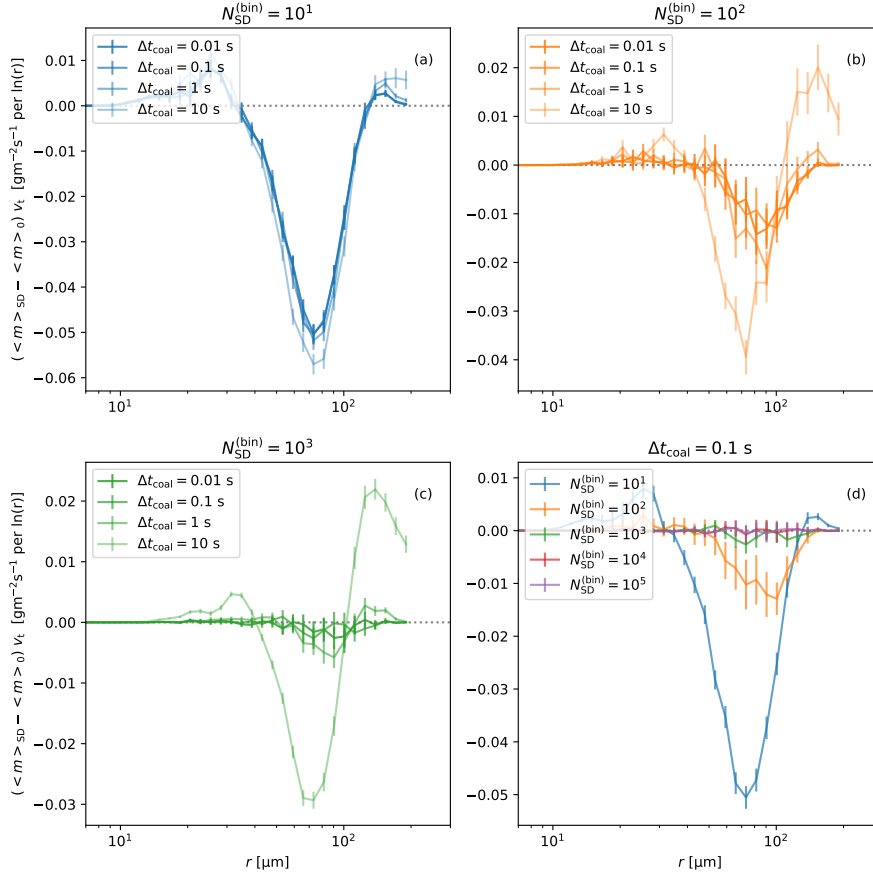 N_SD^(bin) = 10^1
N_SD^(bin) = 10^2
(<m>_SD − <m>_0) v_t [gm^−2s^−1 per ln(r)]
0.01
0.00
−0.01
−0.02
−0.03
−0.04
−0.05
−0.06
Δt_coal = 0.01 s
Δt_coal = 0.1 s
Δt_coal = 1 s
Δt_coal = 10 s
(a)
10^1
10^2
0.02
0.01
0.00
−0.01
−0.02
−0.03
−0.04
Δt_coal = 0.01 s
Δt_coal = 0.1 s
Δt_coal = 1 s
Δt_coal = 10 s
(b)
10^1
10^2
N_SD^(bin) = 10^3
Δt_coal = 0.1 s
(<m>_SD − <m>_0) v_t [gm^−2s^−1 per ln(r)]
0.02
0.01
0.00
−0.01
−0.02
−0.03
Δt_coal = 0.01 s
Δt_coal = 0.1 s
Δt_coal = 1 s
Δt_coal = 10 s
(c)
10^1
10^2
r [µm]
0.01
0.00
−0.01
−0.02
−0.03
−0.04
−0.05
N_SD^(bin) = 10^1
N_SD^(bin) = 10^2
N_SD^(bin) = 10^3
N_SD^(bin) = 10^4
N_SD^(bin) = 10^5
(d)
10^1
10^2
r [µm]